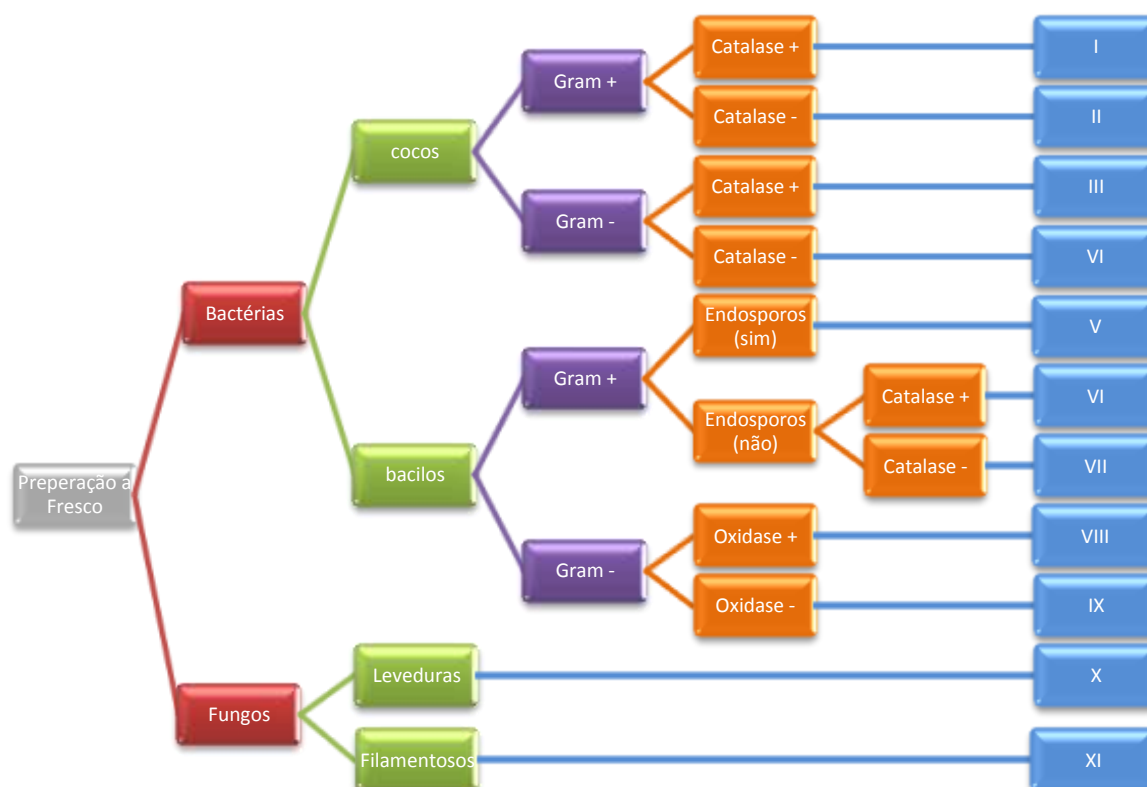 Catalase +
I
Gram +
Catalase -
II
cocos
Catalase +
III
Gram -
Catalase -
VI
Bactérias
Endosporos
(sim)
V
Gram +
Catalase +
VI
Endosporos
(não)
bacilos
Catalase -
VII
Preperação a
Fresco
Oxidase +
VIII
Gram -
Oxidase -
IX
Leveduras
X
Fungos
Filamentosos
XI